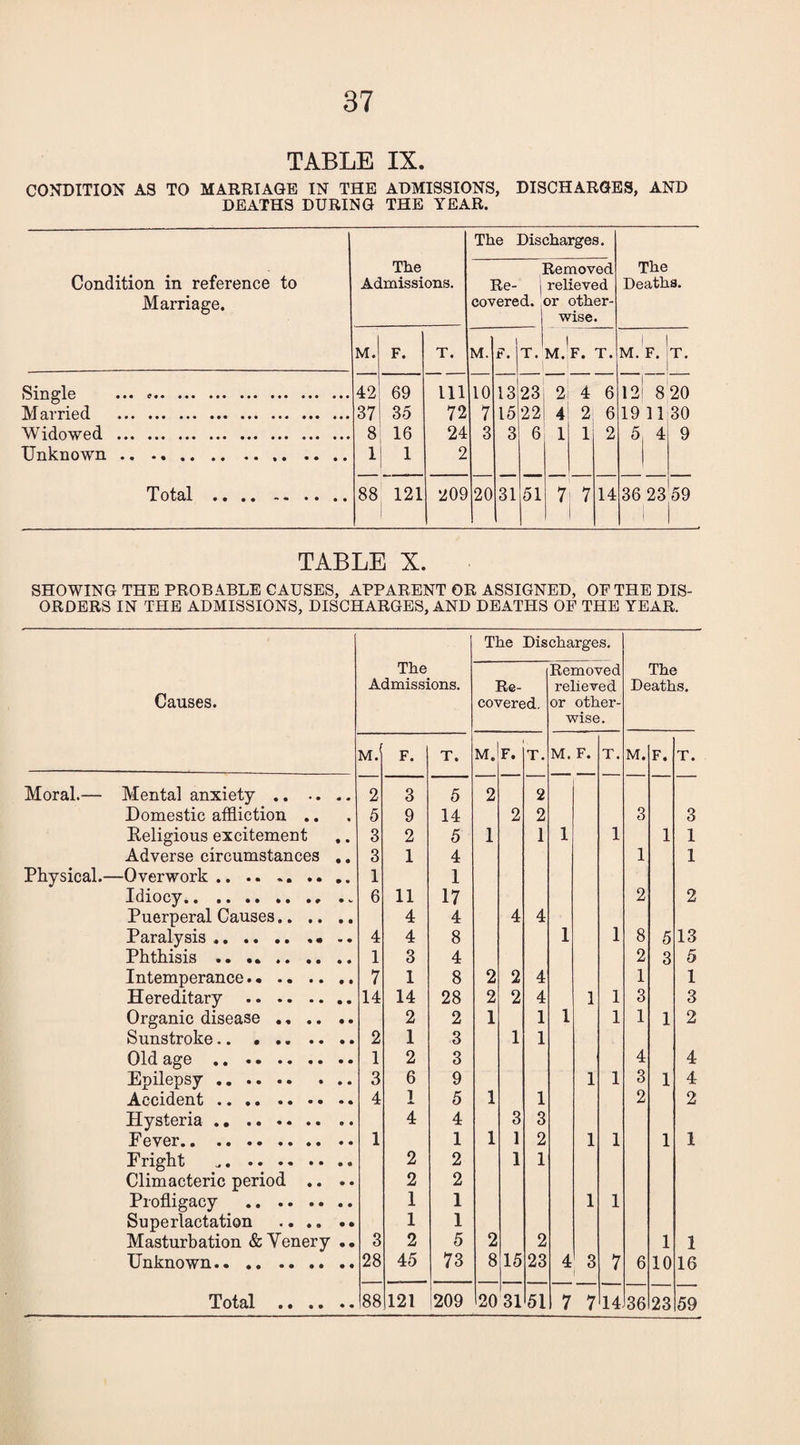 37
TABLE IX.
CONDITION AS TO MARRIAGE IN THE ADMISSIONS, DISCHARGES, AND
DEATHS DURING THE YEAR.
Condition in reference to Marriage. The Admissions. The Discharges. The Deaths.
Re-covered. Removed relieved or other-wise.
M. F. T. M. F. T. M. F. T. M. F. T.
Single 42 69 111 10 13 23 2 4 6 12 8 20
Married 37 35 72 7 15 22 4 2 6 19 11 30
Widowed 8 16 24 3 3 6 1 1 2 5 4 9
Unknown 1 1 2
Total 88 121 209 20 31 51 7 7 14 36 23 59
TABLE X.
SHOWING THE PROBABLE CAUSES, APPARENT OR ASSIGNED, OF THE DIS-
ORDERS IN THE ADMISSIONS, DISCHARGES, AND DEATHS OF THE YEAR.
Causes. The Admissions. The Discharges. The Deaths.
Re-covered. Removed relieved or other-wise.
M. F. T. M. F. T. M. F. T. M. F. T.
Moral.— Mental anxiety 2 3 5 2 2
Domestic affliction 5 9 14 2 2 3 3
Religious excitement 3 2 5 1 1 1 1 1 1
Adverse circumstances 3 1 4 1 1
Physical.—Overwork 1 1
Idiocy 6 11 17 2 2
Puerperal Causes 4 4 4 4
Paralysis 4 4 8 1 1 8 5 13
Phthisis 1 3 4 2 3 5
Intemperance 7 1 8 2 2 4 1 1
Hereditary 14 14 28 2 2 4 1 1 3 3
Organic disease 2 2 1 1 1 1 1 1 2
Sunstroke 2 1 3 1 1
Old age 1 2 3 4 4
Epilepsy 3 6 9 1 1 3 1 4
Accident 4 1 5 1 1 2 2
Hysteria 4 4 3 3
Fever 1 1 1 1 2 1 1 1 1
Fright 2 2 1 1
Climacteric period 2 2
Profligacy 1 1 1 1
Superlactation 1 1
Masturbation & Venery 3 2 5 2 2 1 1
Unknown 28 45 73 8 15 23 4 3 7 6 10 16
Total 88 121 209 20 31 51 7 7 14 36 23 59